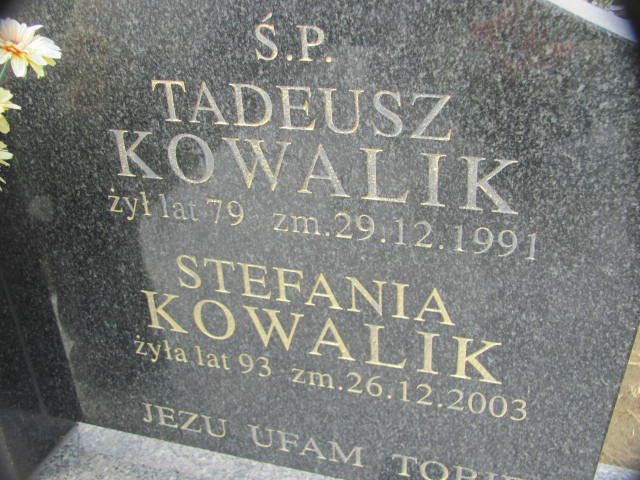 Ś.P.
TADEUSZ
KOWALIK
żył lat 79 zm.29.12.1991
STEFANIA
KOWALIK
żyła lat 93 zm.26.12.2003
JEZU UFAM TOBIE